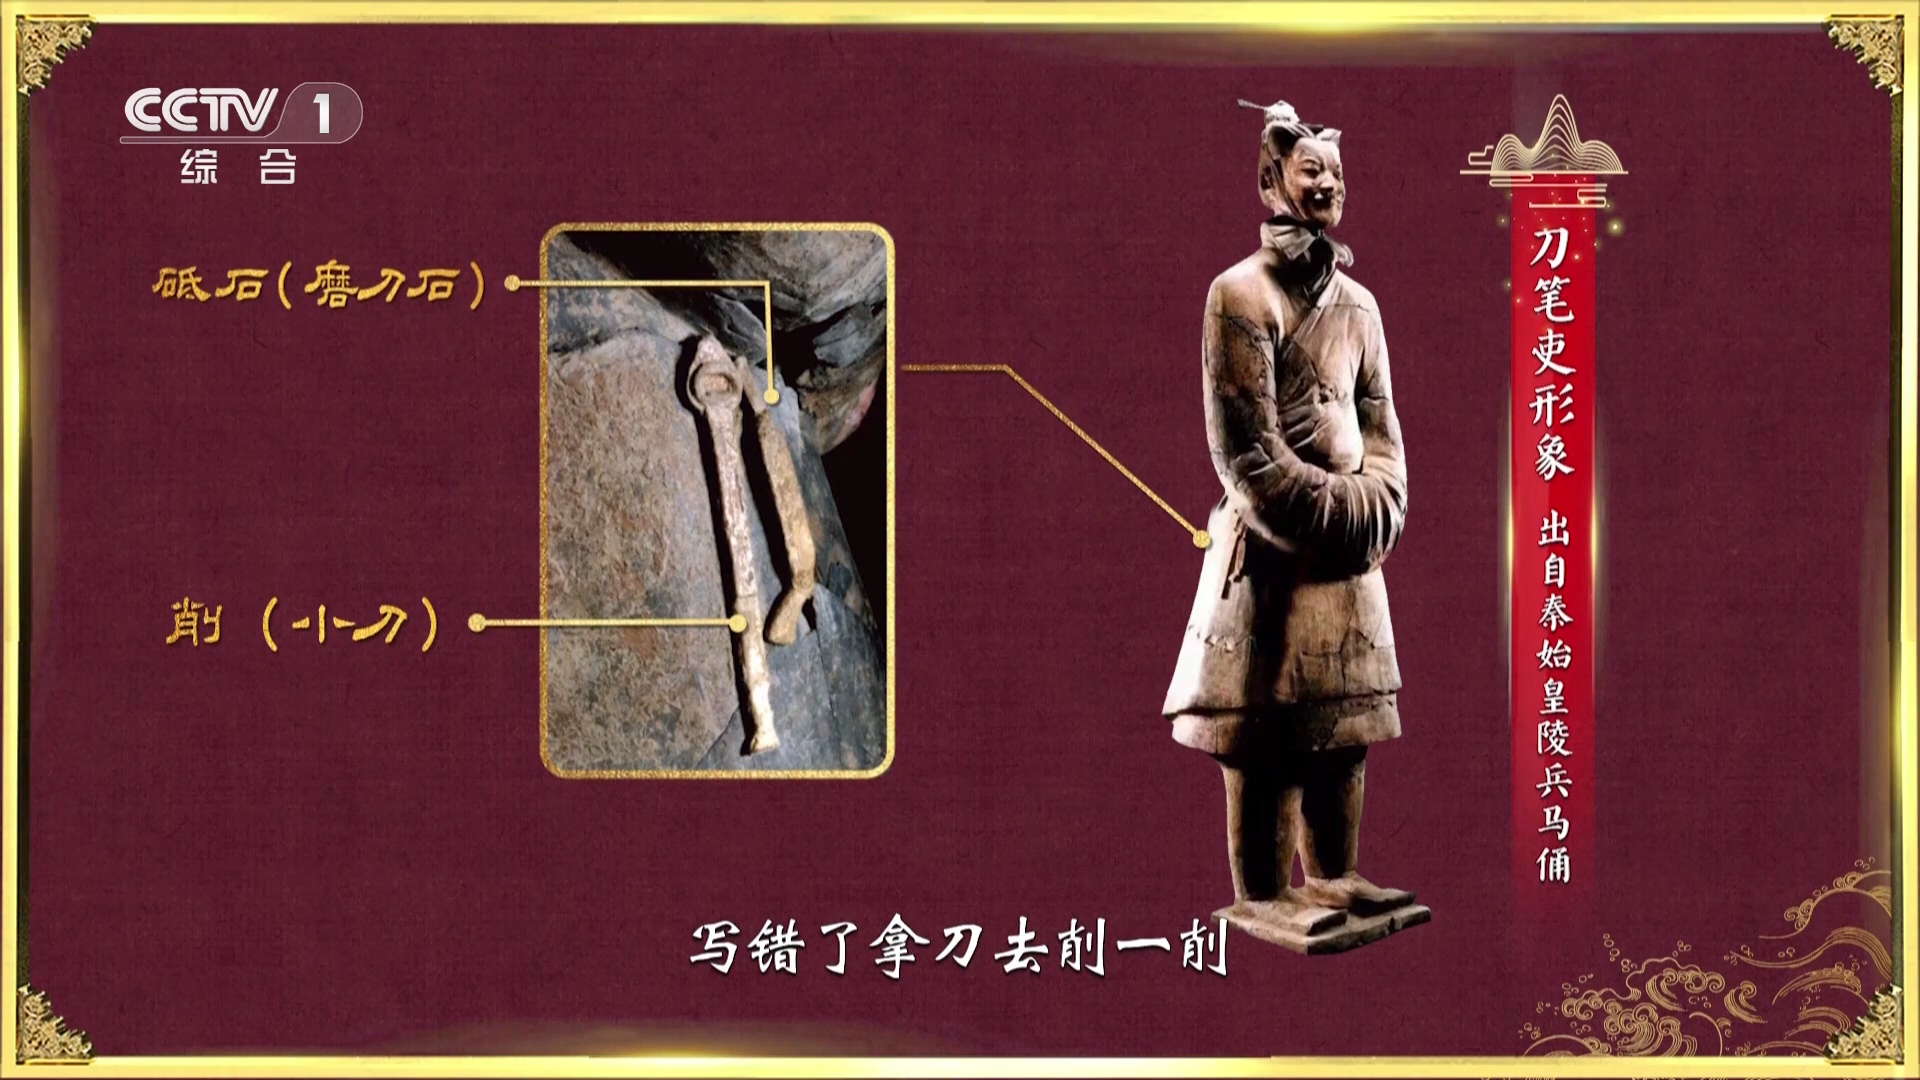 CCTV 1
综合
砥石(磨刀石)
削(小刀)
刀笔吏形象 出自秦始皇陵兵马俑
写错了拿刀去削一削